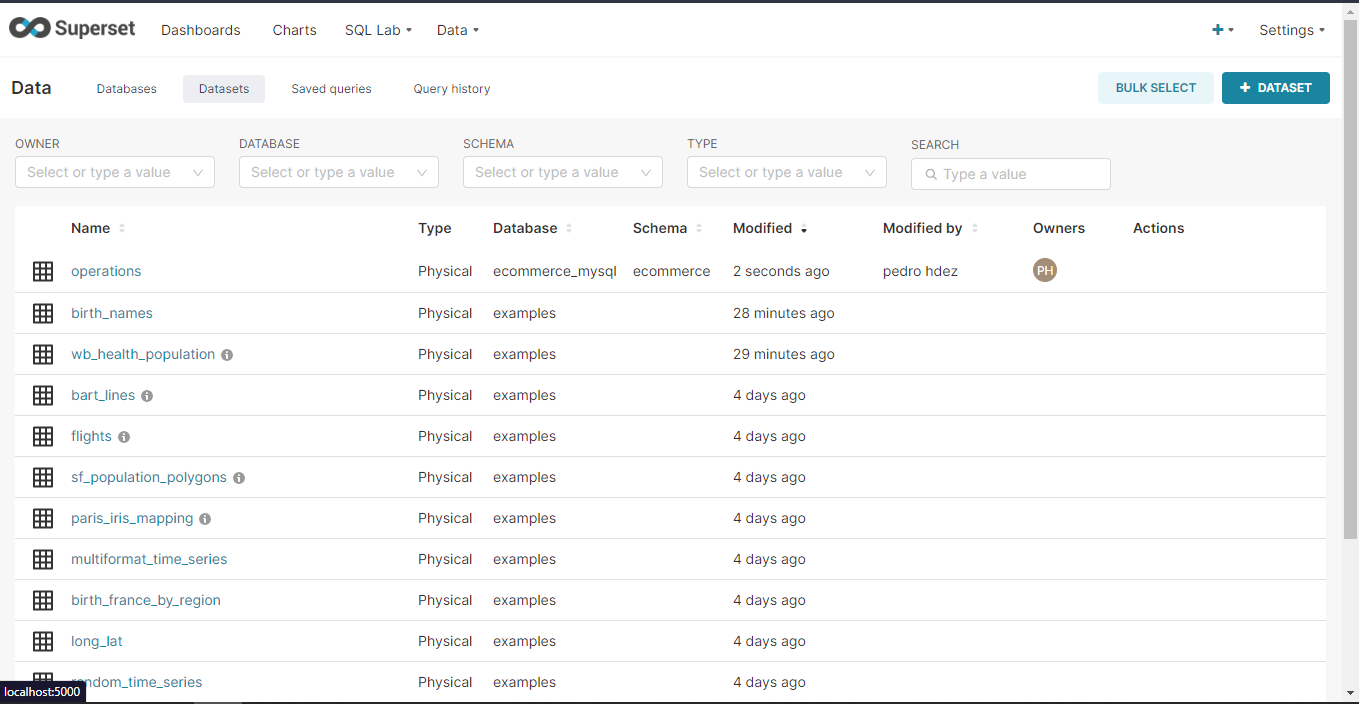 Superset Dashboards Charts SQL Lab Data Settings
Data Databases Datasets Saved queries Query history BULK SELECT + DATASET
OWNER DATABASE SCHEMA TYPE SEARCH
Select or type a value Select or type a value Select or type a value Select or type a value Type a value
Name Type Database Schema Modified Modified by Owners Actions
operations Physical ecommerce_mysql ecommerce 2 seconds ago pedro hdez PH
birth_names Physical examples 28 minutes ago
wb_health_population Physical examples 29 minutes ago
bart_lines Physical examples 4 days ago
flights Physical examples 4 days ago
sf_population_polygons Physical examples 4 days ago
paris_iris_mapping Physical examples 4 days ago
multiformat_time_series Physical examples 4 days ago
birth_france_by_region Physical examples 4 days ago
long_lat Physical examples 4 days ago
random_time_series Physical examples 4 days ago
localhost:5000